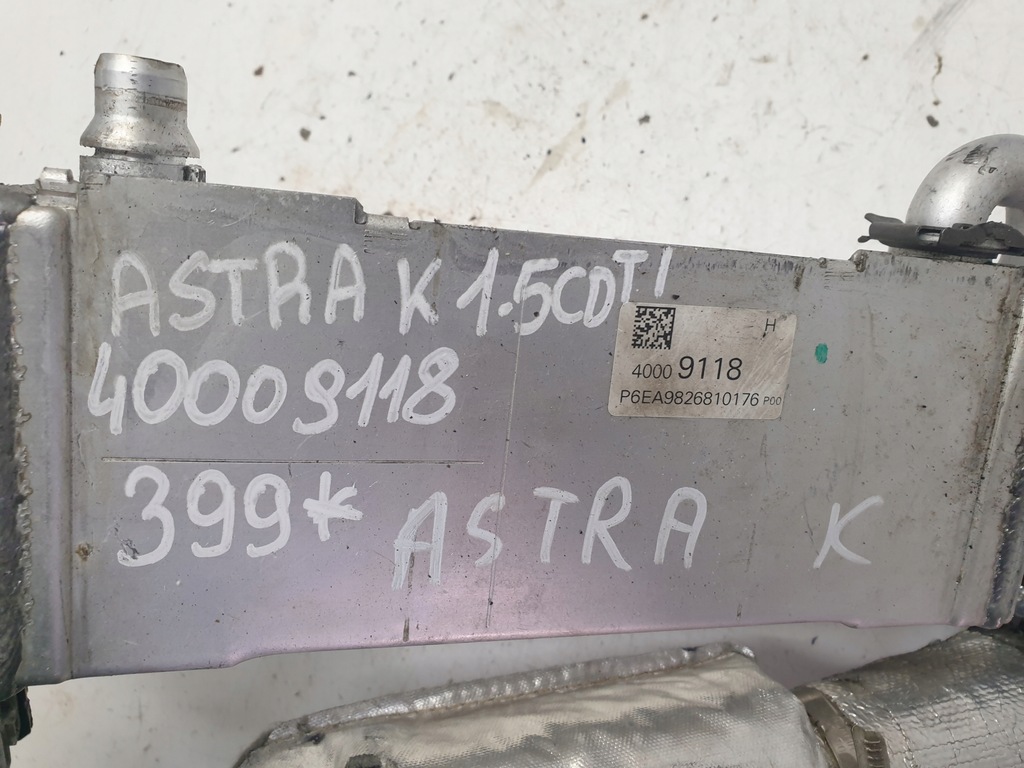 ASTRA K 1.5CDTI
H
4000 9118
P6EA9826810176 P00
40009118
399* ASTRA K